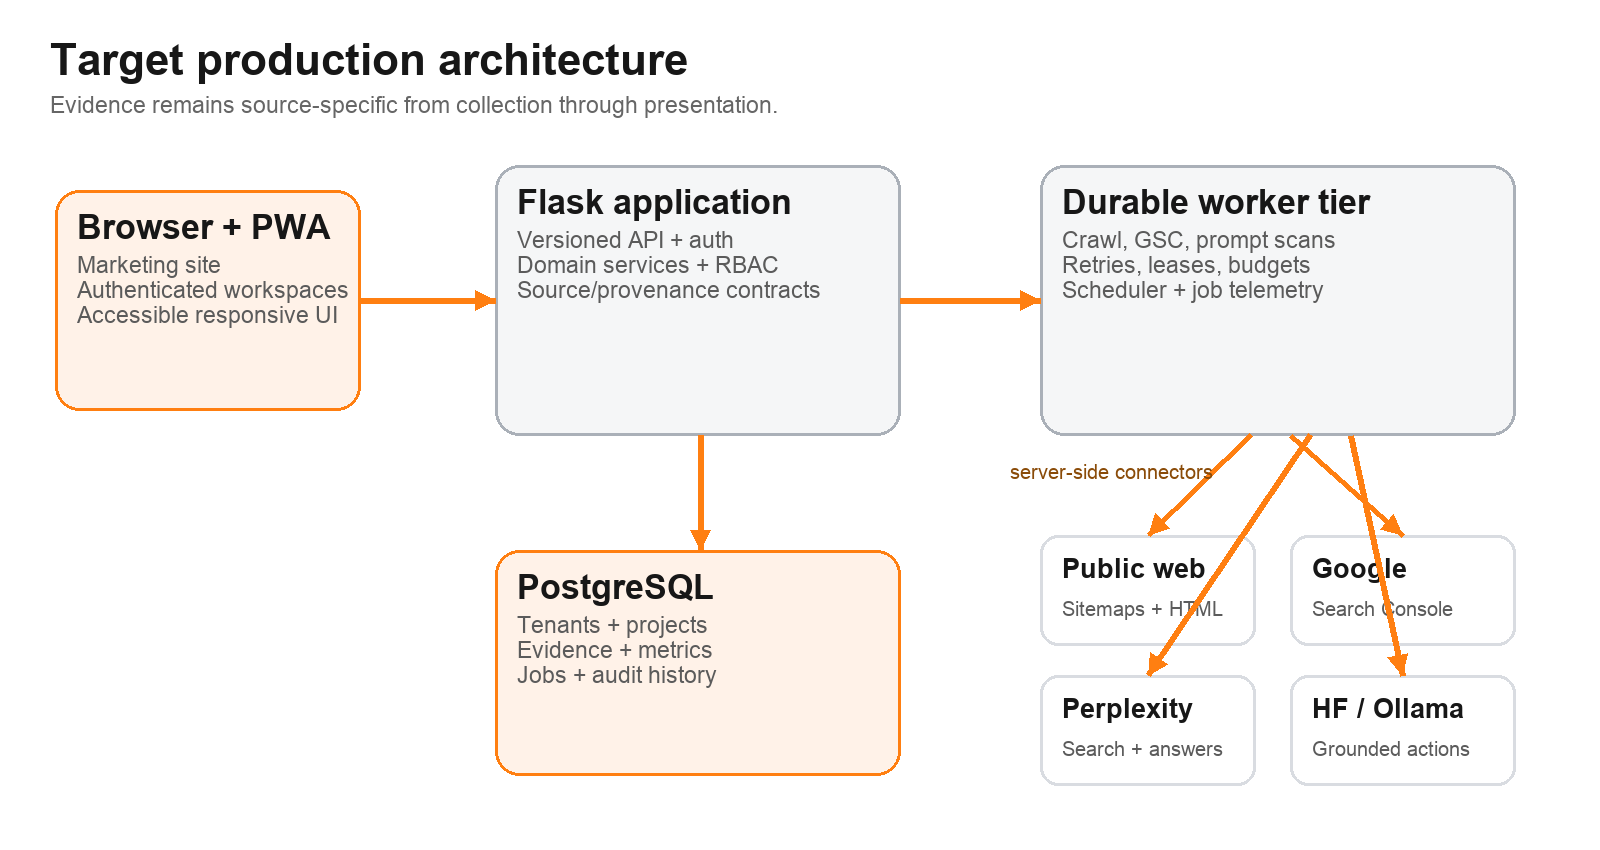 Target production architecture
Evidence remains source-specific from collection through presentation.
Browser + PWA
Marketing site
Authenticated workspaces
Accessible responsive UI
Flask application
Versioned API + auth
Domain services + RBAC
Source/provenance contracts
Durable worker tier
Crawl, GSC, prompt scans
Retries, leases, budgets
Scheduler + job telemetry
server-side connectors
PostgreSQL
Tenants + projects
Evidence + metrics
Jobs + audit history
Public web
Sitemaps + HTML
Google
Search Console
Perplexity
Search + answers
HF / Ollama
Grounded actions